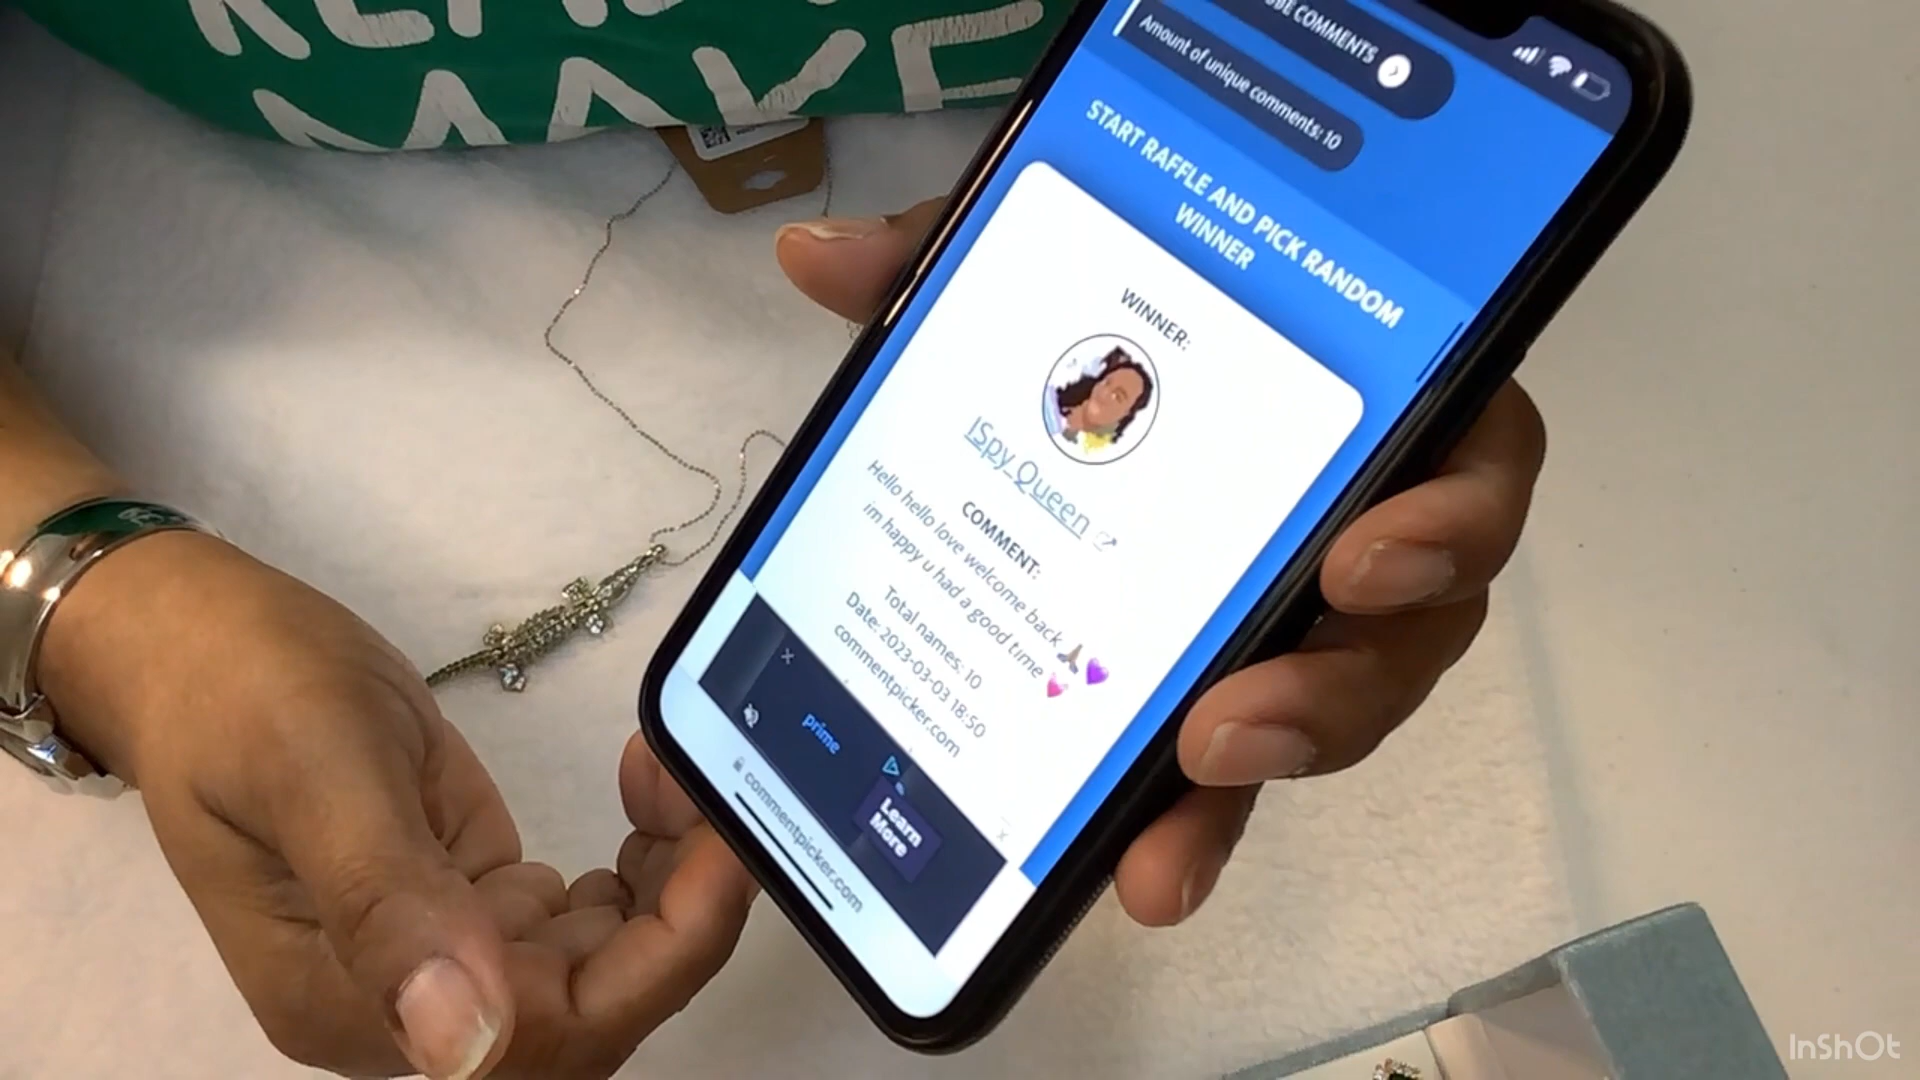 MAKE
COMMENTS
Amount of unique comments: 10
START RAFFLE AND PICK RANDOM
WINNER
WINNER:
ISpy_Queen
COMMENT:
Hello hello love welcome back 🙏🏽💜
im happy u had a good time 💓
Total names: 10
Date: 2023-03-03 18:50
commentpicker.com
prime
Learn
More
commentpicker.com
InShOt